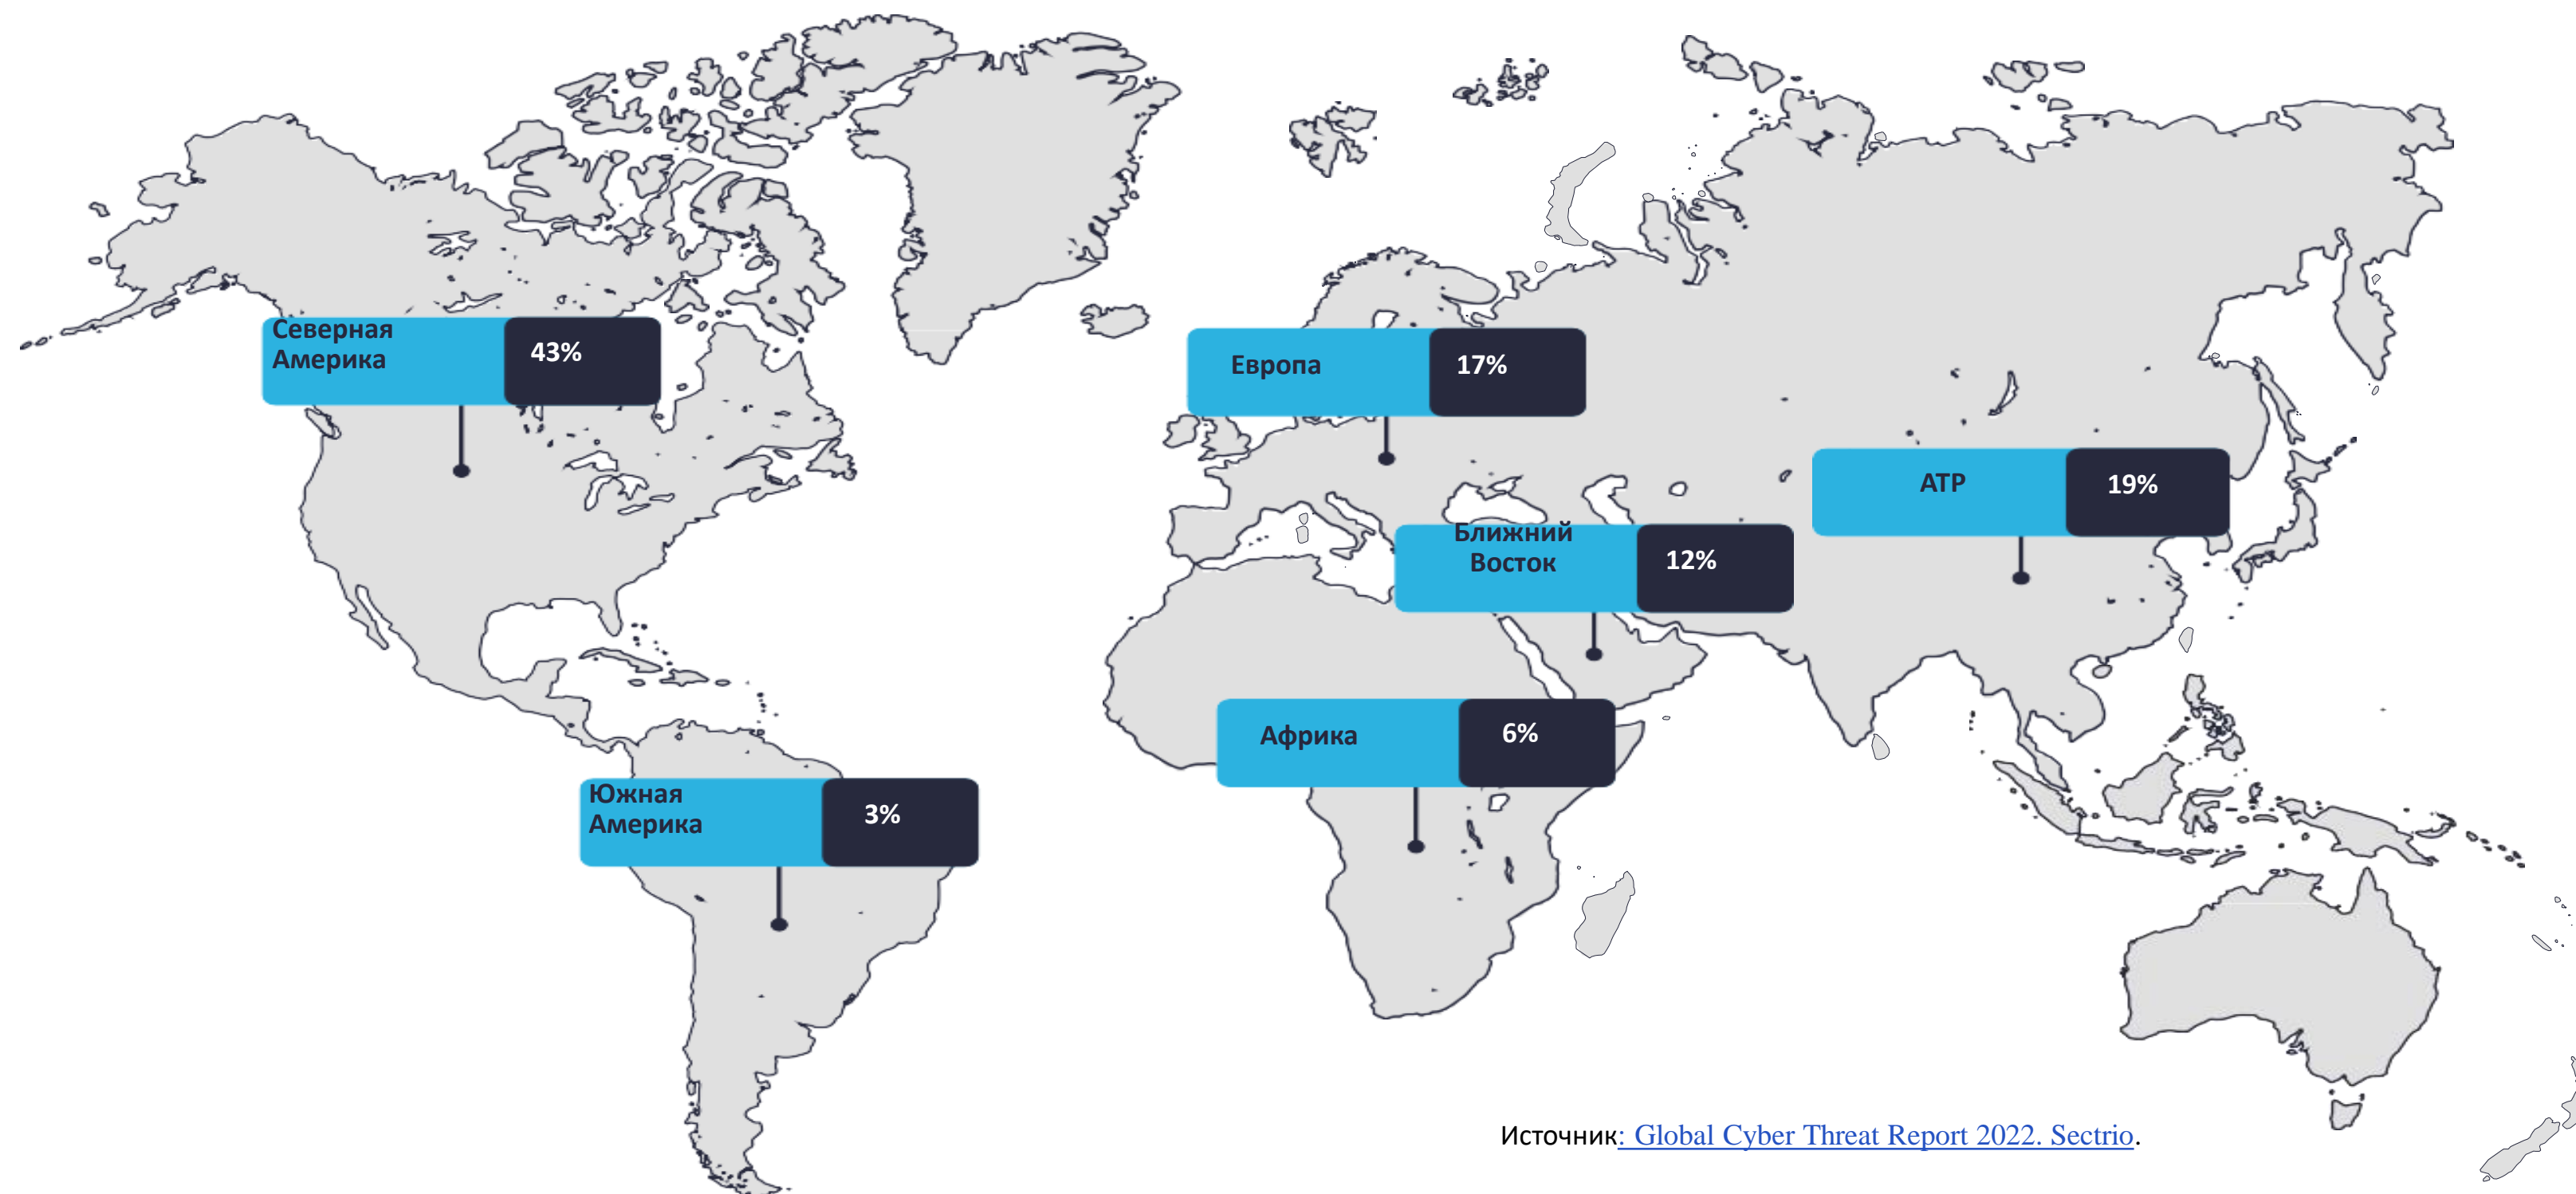 Северная
Америка
43%
Европа
17%
АТР
19%
Ближний
Восток
12%
Африка
6%
Южная
Америка
3%
Источник: Global Cyber Threat Report 2022. Sectrio.